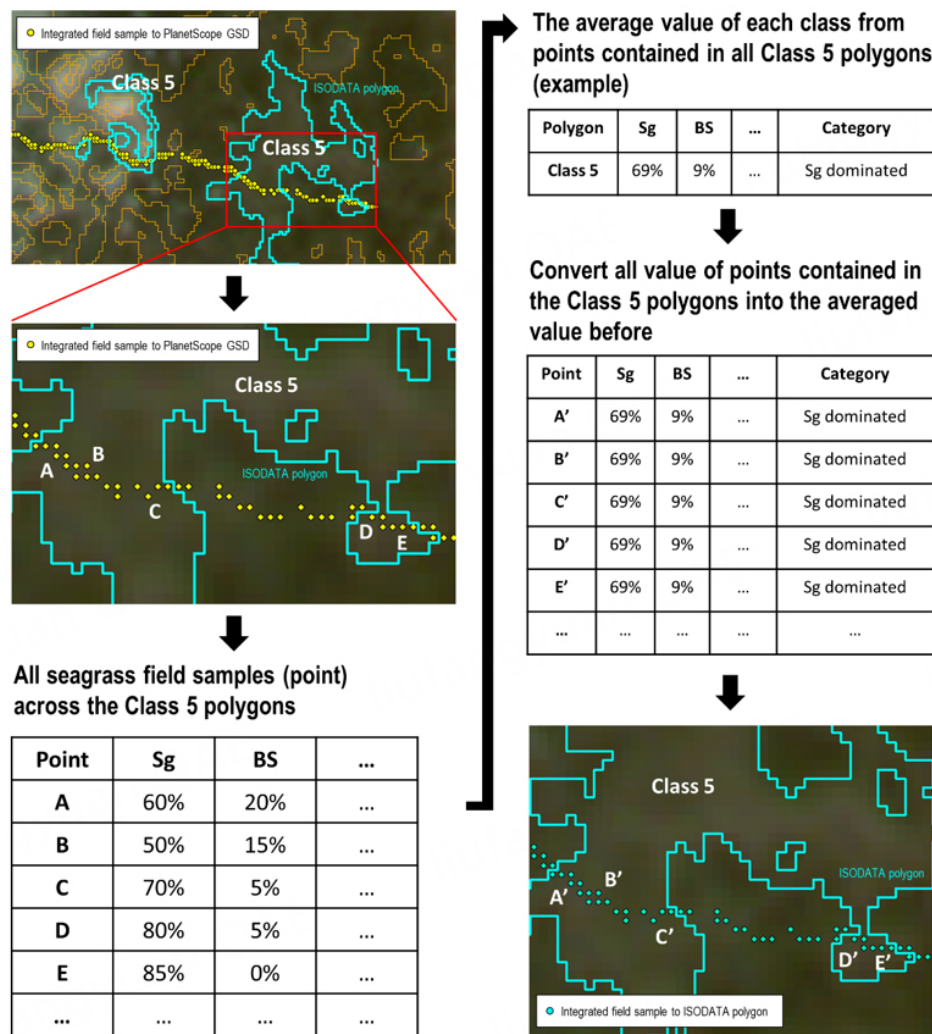 Integrated field sample to PlanetScope GSD
Class 5
ISODATA polygon
Class 5
Integrated field sample to PlanetScope GSD
Class 5
ISODATA polygon
A
B
C
D
E
All seagrass field samples (point)
across the Class 5 polygons
Point Sg BS ...
A 60% 20% ...
B 50% 15% ...
C 70% 5% ...
D 80% 5% ...
E 85% 0% ...
... ... ... ...
The average value of each class from
points contained in all Class 5 polygons
(example)
Polygon Sg BS ... Category
Class 5 69% 9% ... Sg dominated
Convert all value of points contained in
the Class 5 polygons into the averaged
value before
Point Sg BS ... Category
A’ 69% 9% ... Sg dominated
B’ 69% 9% ... Sg dominated
C’ 69% 9% ... Sg dominated
D’ 69% 9% ... Sg dominated
E’ 69% 9% ... Sg dominated
... ... ... ... ...
Class 5
ISODATA polygon
A’
B’
C’
D’
E’
Integrated field sample to ISODATA polygon